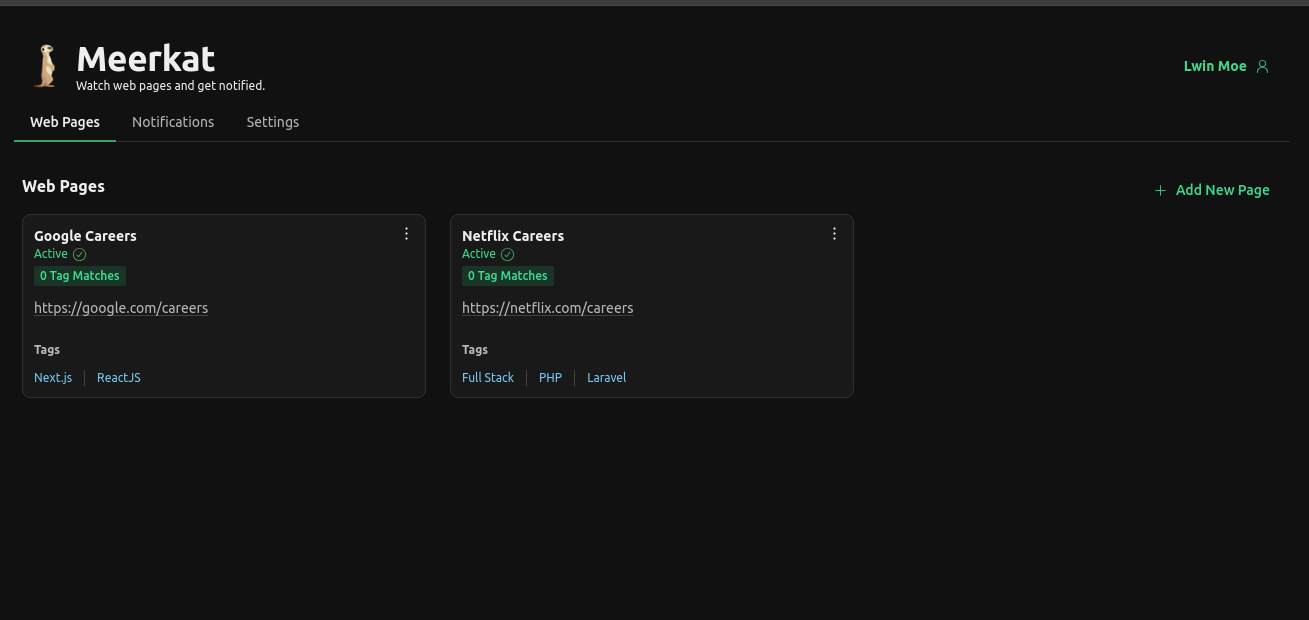 Meerkat
Watch web pages and get notified.
Lwin Moe
Web Pages Notifications Settings
Web Pages
Add New Page
Google Careers
Active
0 Tag Matches
https://google.com/careers
Tags
Next.js ReactJS
Netflix Careers
Active
0 Tag Matches
https://netflix.com/careers
Tags
Full Stack PHP Laravel